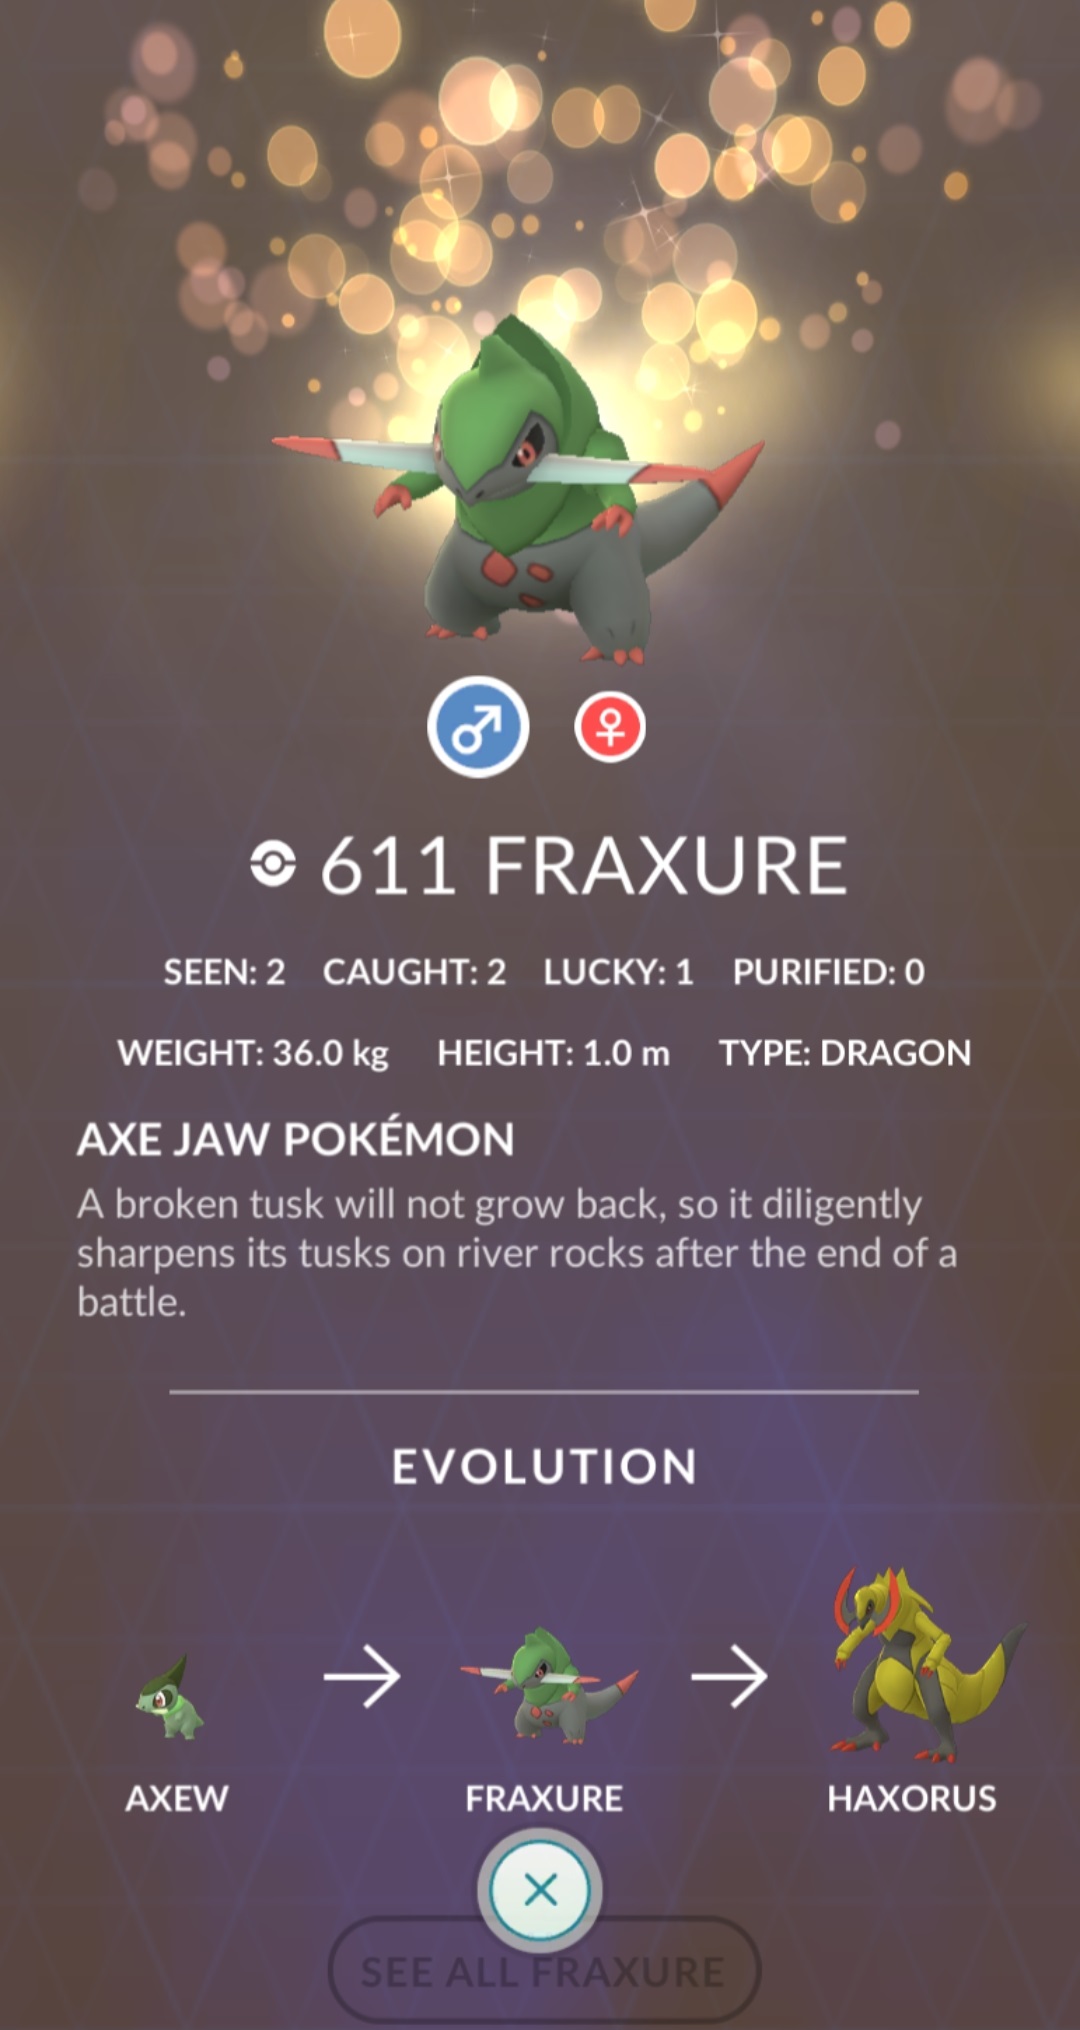 611 FRAXURE
SEEN: 2 CAUGHT: 2 LUCKY: 1 PURIFIED: 0
WEIGHT: 36.0 kg HEIGHT: 1.0 m TYPE: DRAGON
AXE JAW POKÉMON
A broken tusk will not grow back, so it diligently
sharpens its tusks on river rocks after the end of a
battle.
EVOLUTION
AXEW FRAXURE HAXORUS
SEE ALL FRAXURE